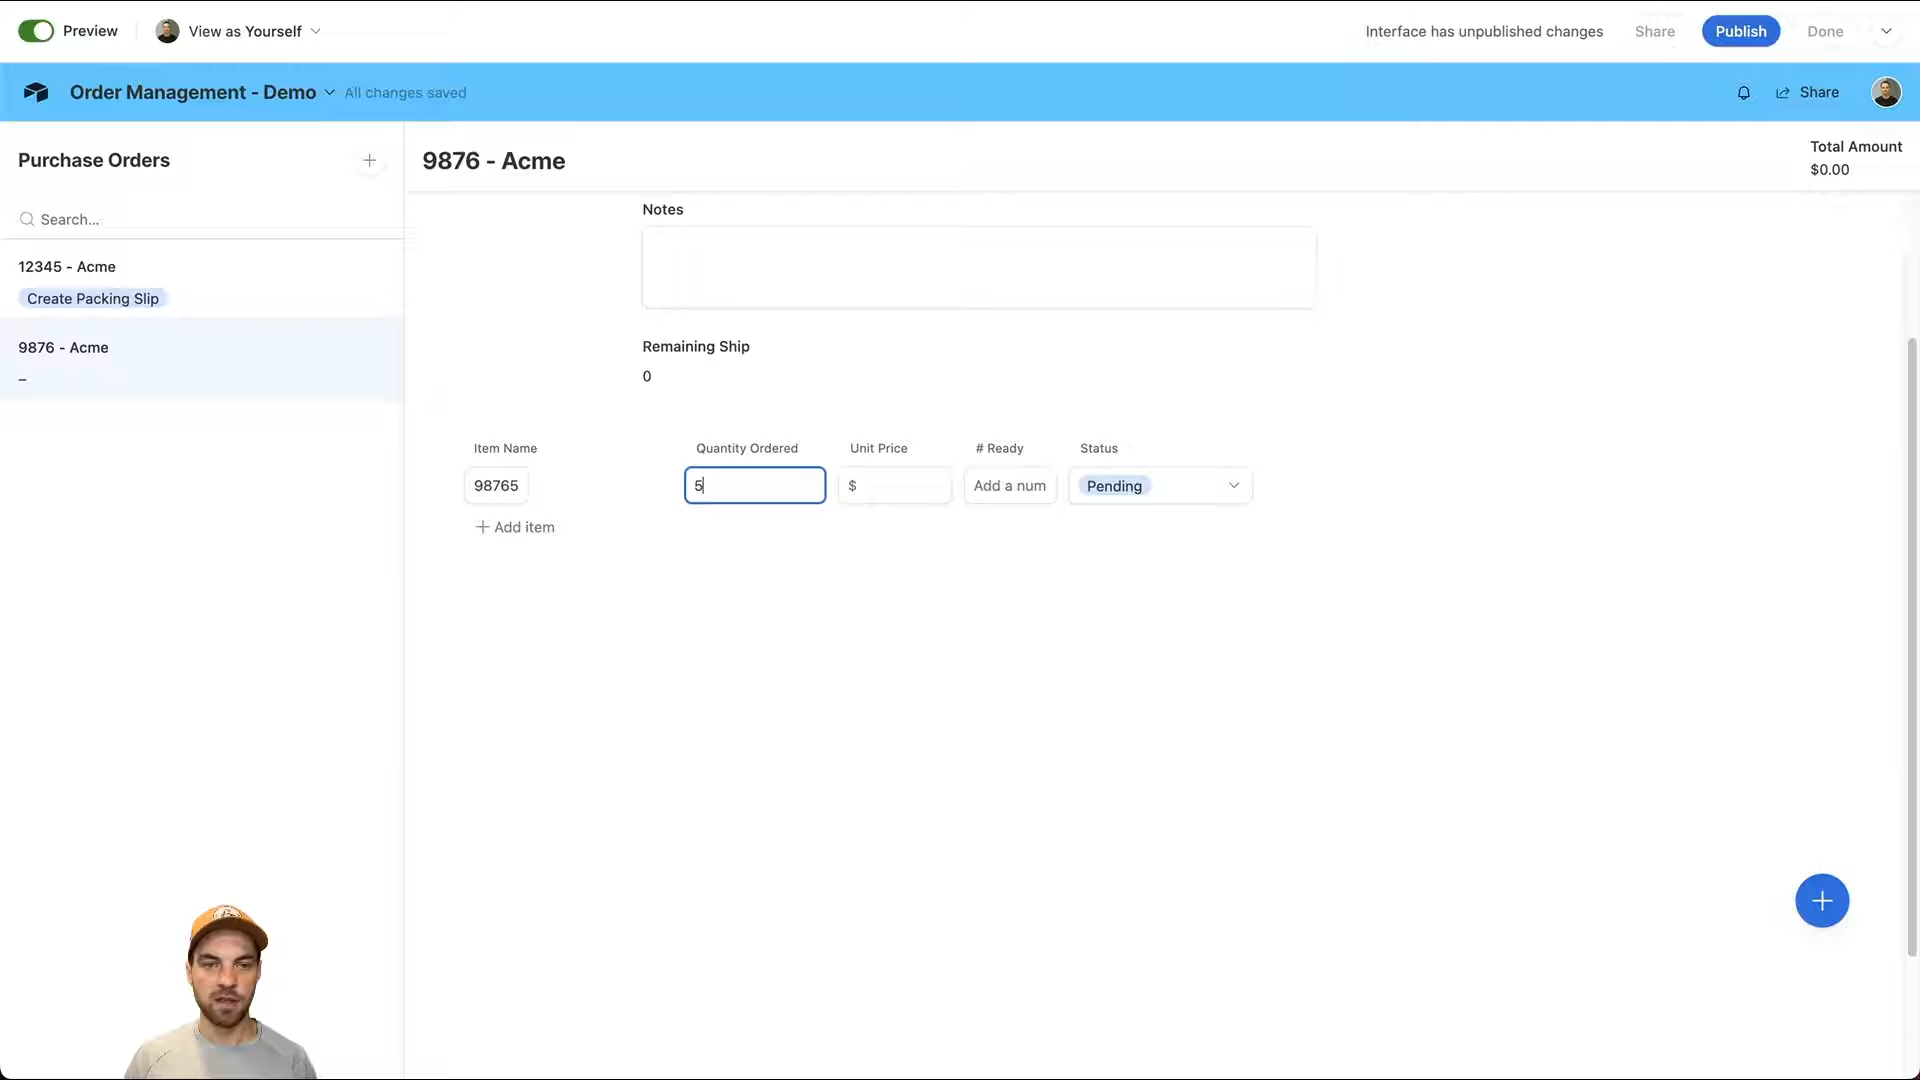 Preview
View as Yourself
Interface has unpublished changes
Share
Publish
Done
Order Management - Demo
All changes saved
Share
Purchase Orders
9876 - Acme
Total Amount
$0.00
Search...
Notes
12345 - Acme
Create Packing Slip
9876 - Acme
–
Remaining Ship
0
Item Name
Quantity Ordered
Unit Price
# Ready
Status
98765
5
$
Add a num
Pending
Add item